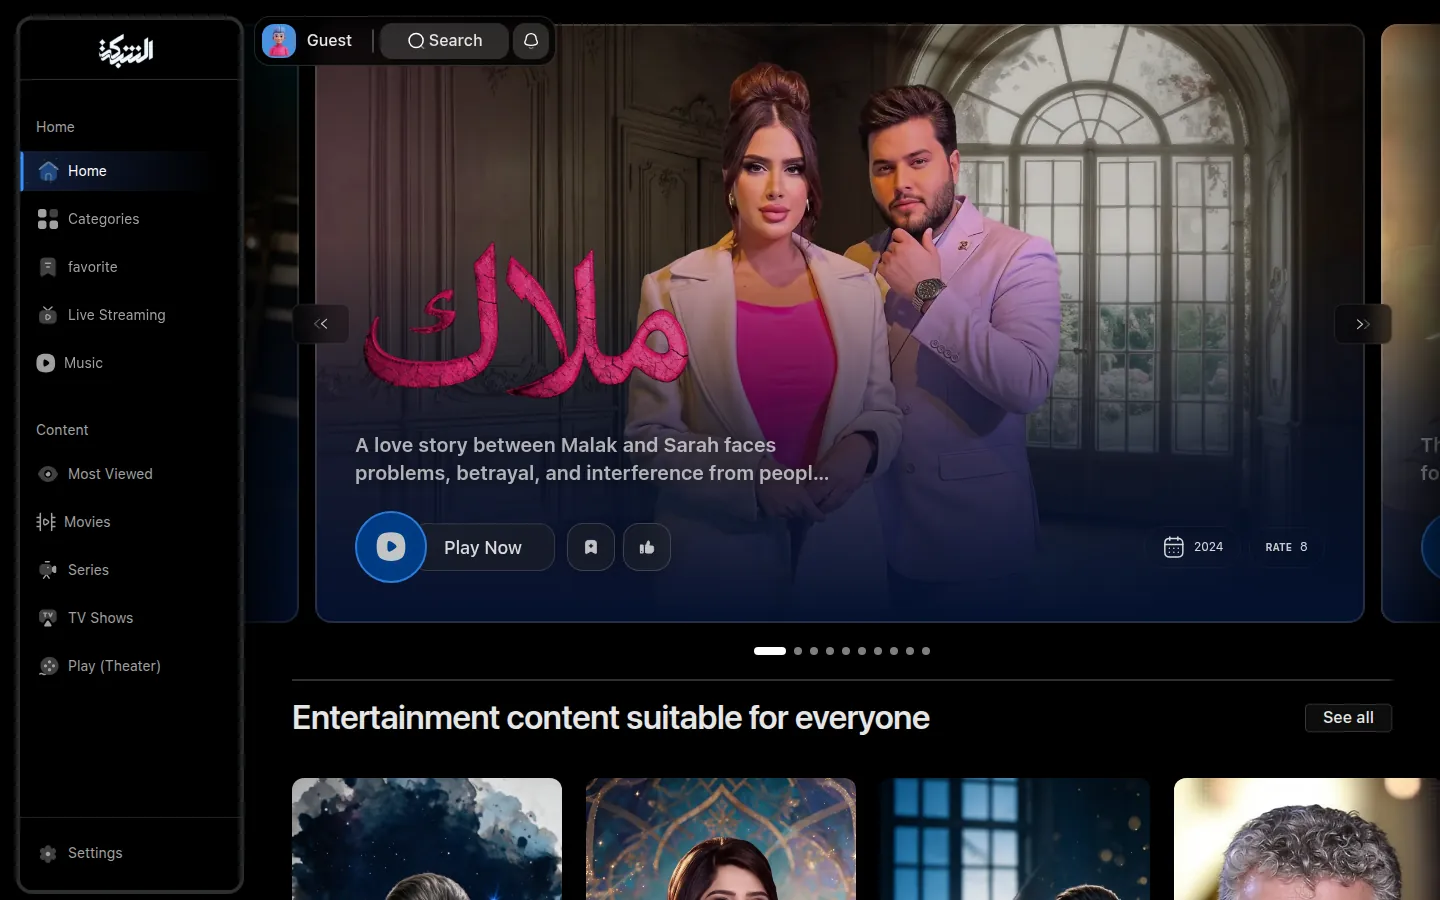 الشبكة
Guest
Search
Home
Home
Categories
favorite
Live Streaming
Music
Content
Most Viewed
Movies
Series
TV Shows
Play (Theater)
Settings
ملاك
A love story between Malak and Sarah faces
problems, betrayal, and interference from peopl...
Play Now
2024
RATE 8
Th
fo
Entertainment content suitable for everyone
See all